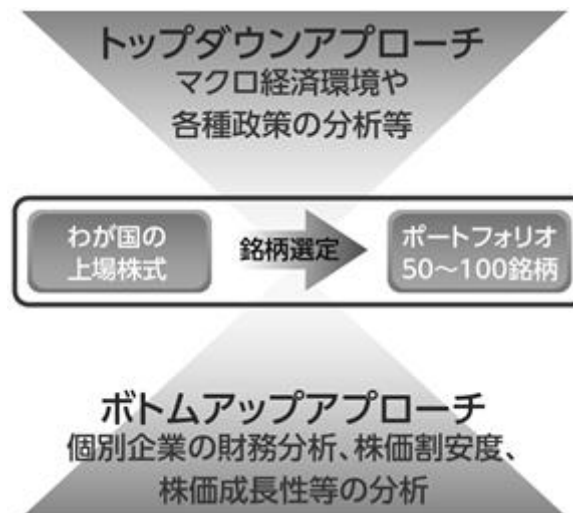 トップダウンアプローチ
マクロ経済環境や
各種政策の分析等
わが国の
上場株式
銘柄選定
ポートフォリオ
50～100銘柄
ボトムアップアプローチ
個別企業の財務分析、株価割安度、
株価成長性等の分析